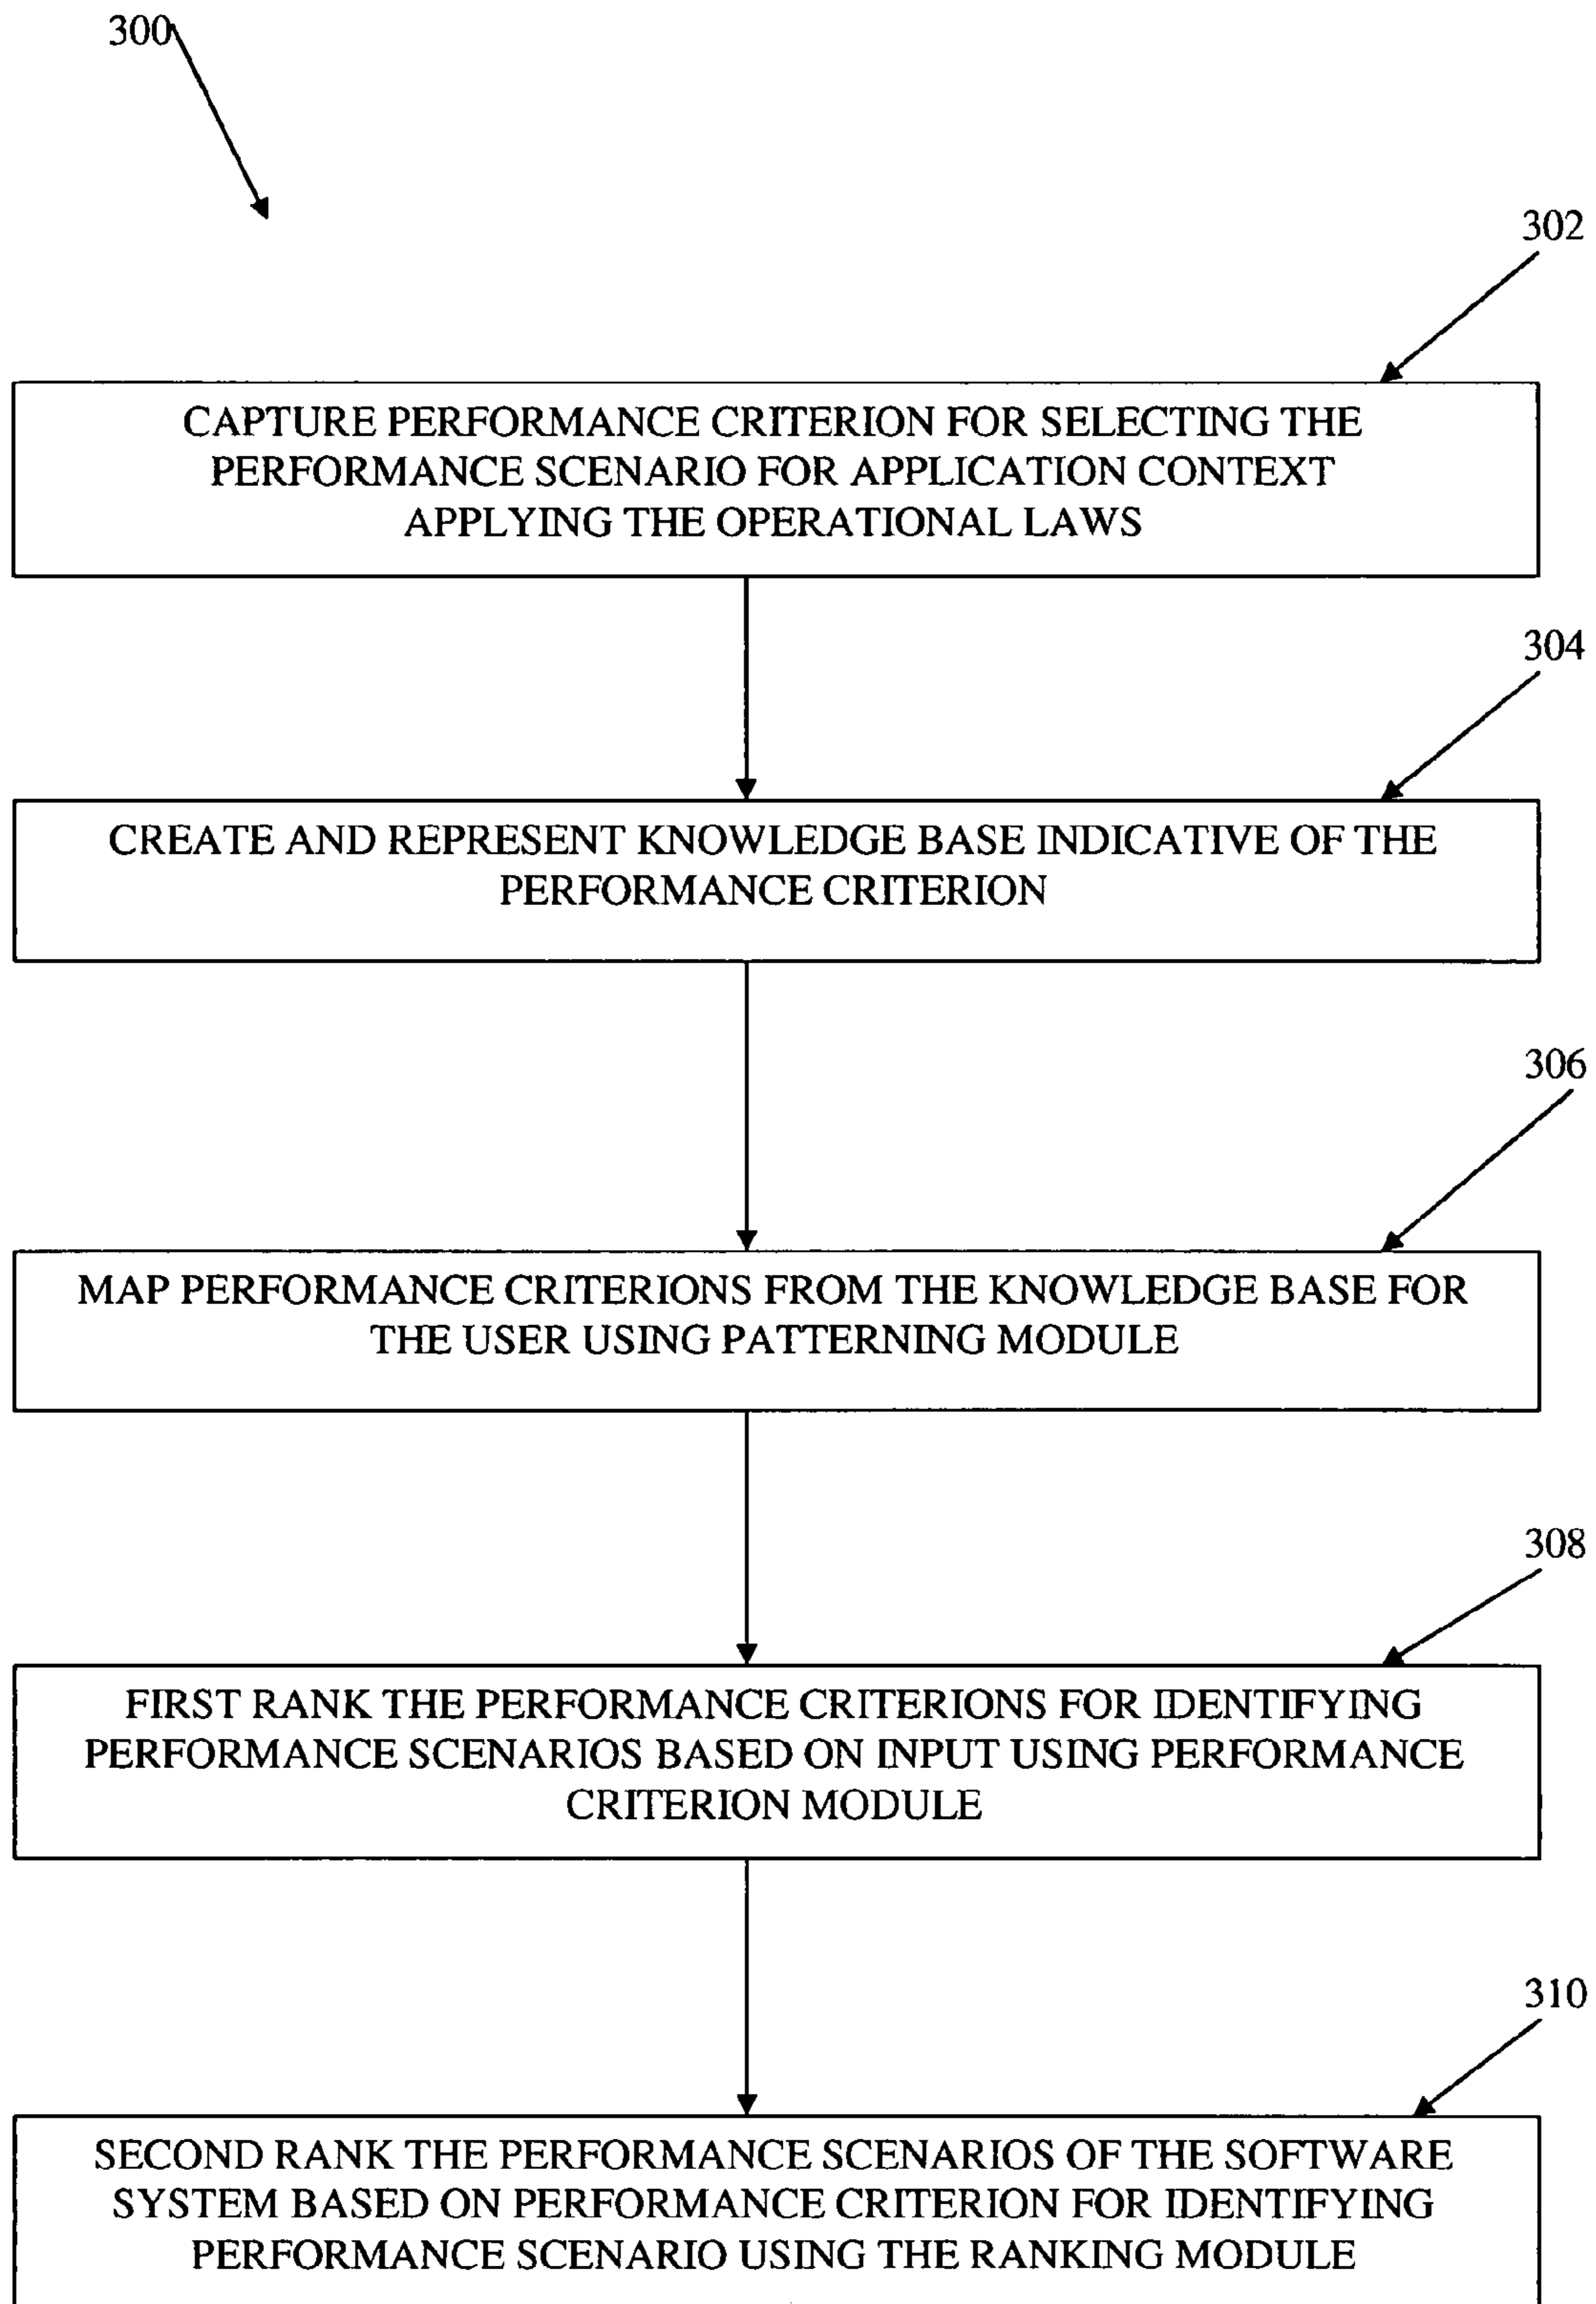 300
302
CAPTURE PERFORMANCE CRITERION FOR SELECTING THE
PERFORMANCE SCENARIO FOR APPLICATION CONTEXT
APPLYING THE OPERATIONAL LAWS
304
CREATE AND REPRESENT KNOWLEDGE BASE INDICATIVE OF THE
PERFORMANCE CRITERION
306
MAP PERFORMANCE CRITERIONS FROM THE KNOWLEDGE BASE FOR
THE USER USING PATTERNING MODULE
308
FIRST RANK THE PERFORMANCE CRITERIONS FOR IDENTIFYING
PERFORMANCE SCENARIOS BASED ON INPUT USING PERFORMANCE
CRITERION MODULE
310
SECOND RANK THE PERFORMANCE SCENARIOS OF THE SOFTWARE
SYSTEM BASED ON PERFORMANCE CRITERION FOR IDENTIFYING
PERFORMANCE SCENARIO USING THE RANKING MODULE